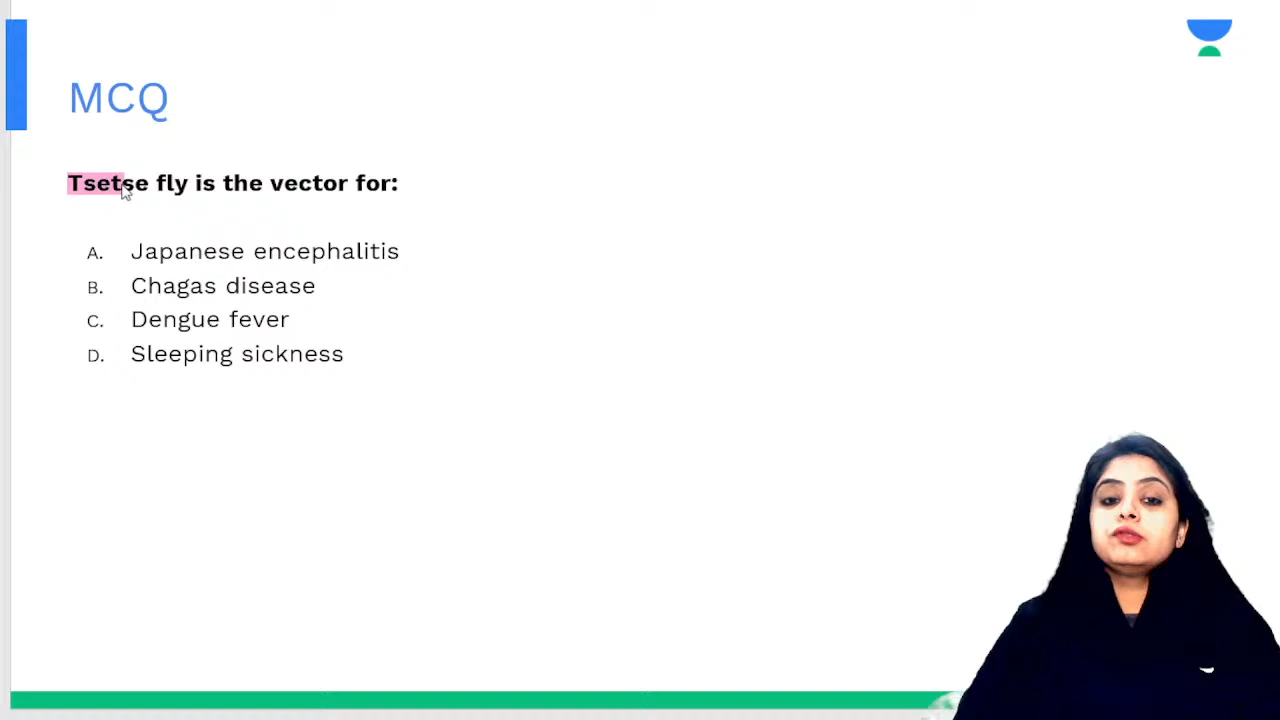 MCQ
Tsetse fly is the vector for:
A. Japanese encephalitis
B. Chagas disease
C. Dengue fever
D. Sleeping sickness